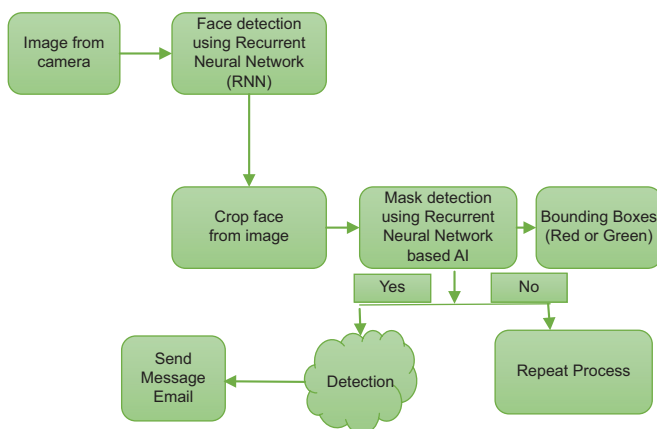 Image from
camera
Face detection
using Recurrent
Neural Network
(RNN)
Crop face
from image
Mask detection
using Recurrent
Neural Network
based AI
Bounding Boxes
(Red or Green)
Yes
No
Send
Message
Email
Detection
Repeat Process